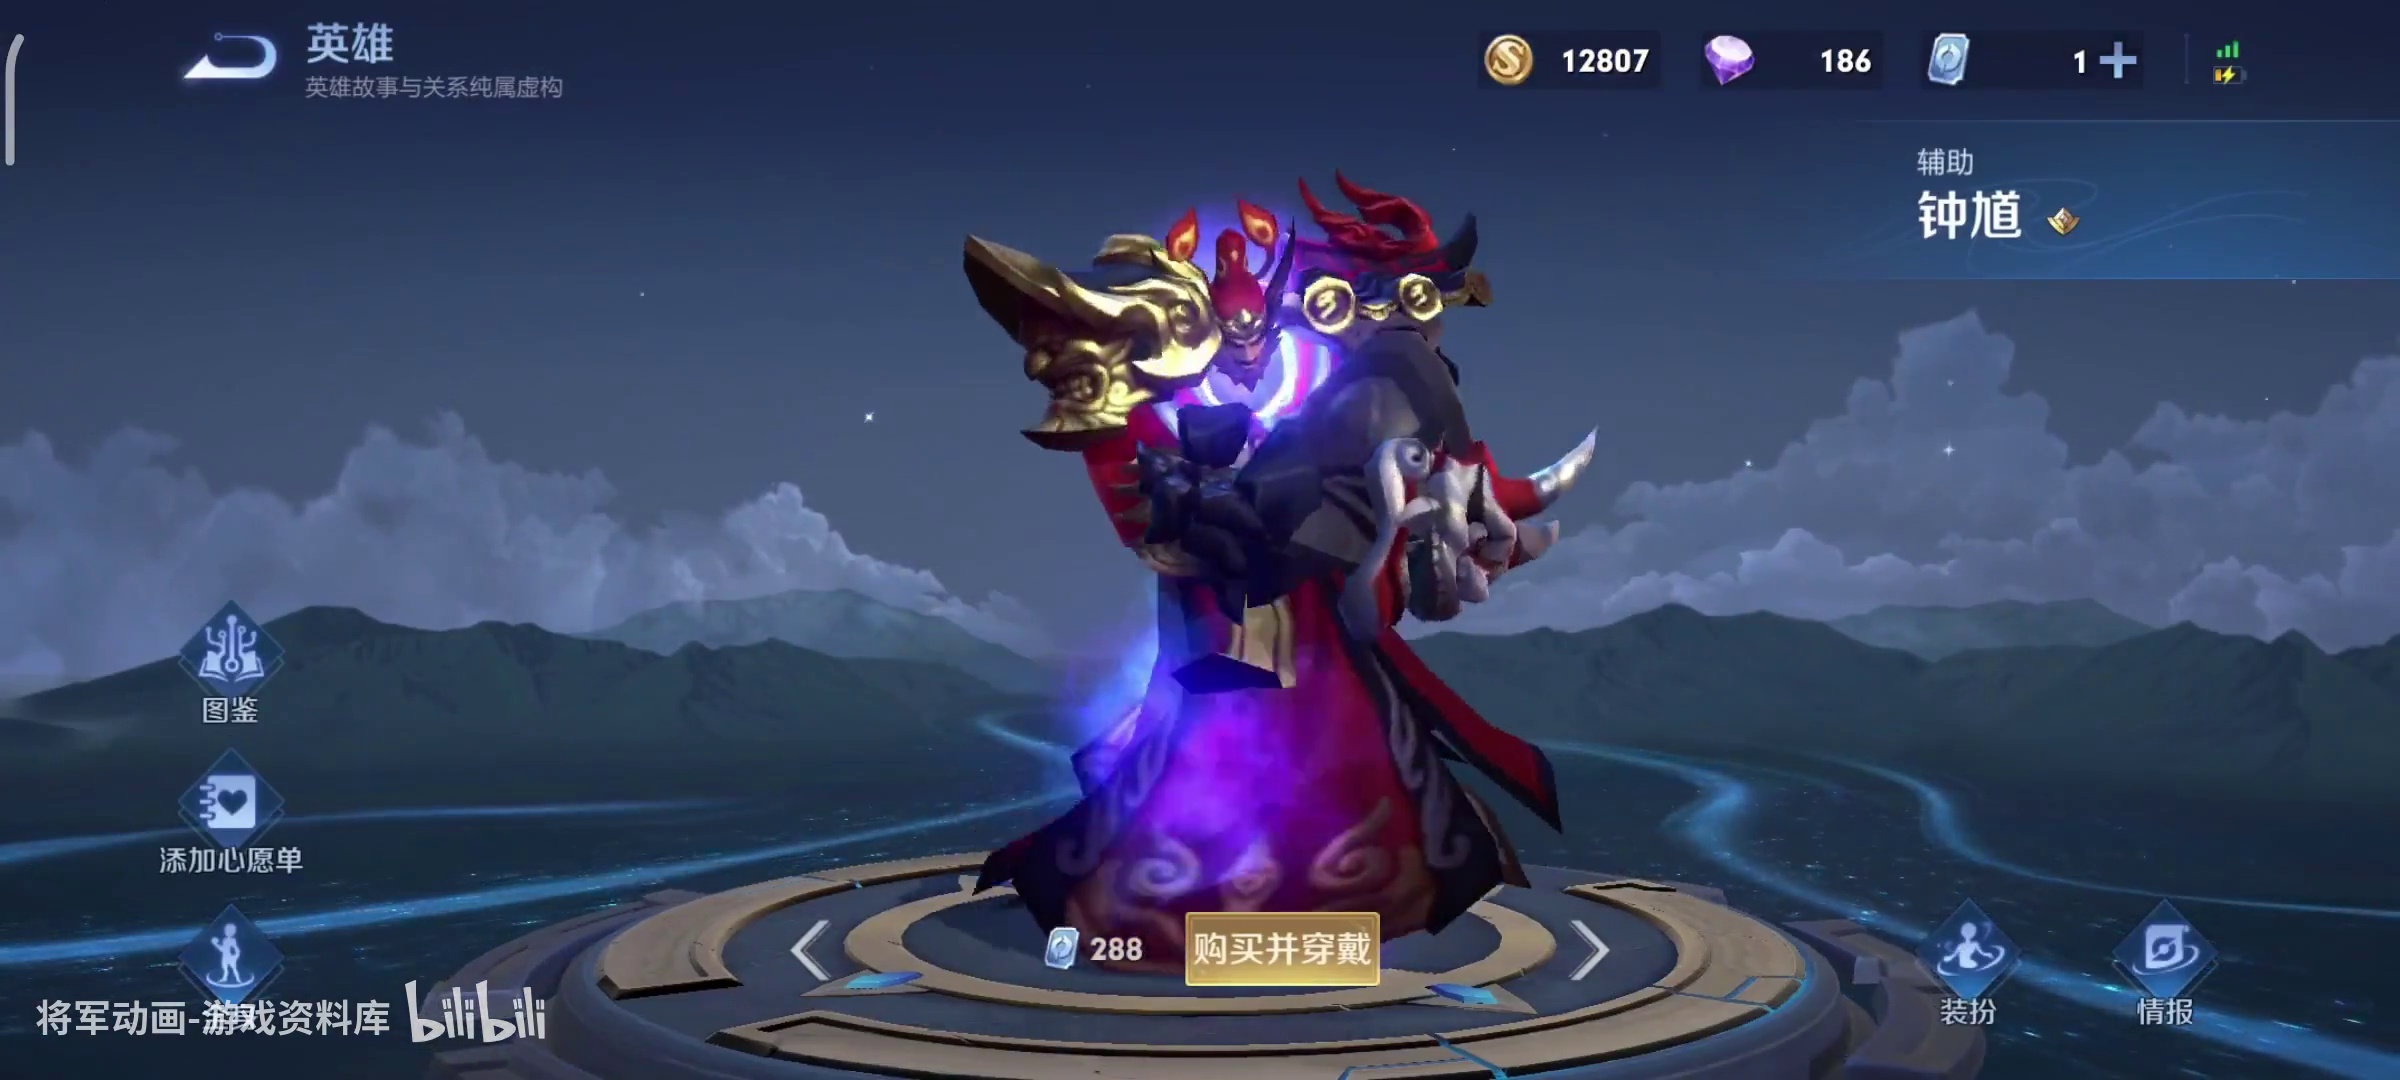 英雄
英雄故事与关系纯属虚构
12807
186
1
辅助
钟馗
图鉴
添加心愿单
288
购买并穿戴
装扮
情报
将军动画-游戏资料库 bilibili